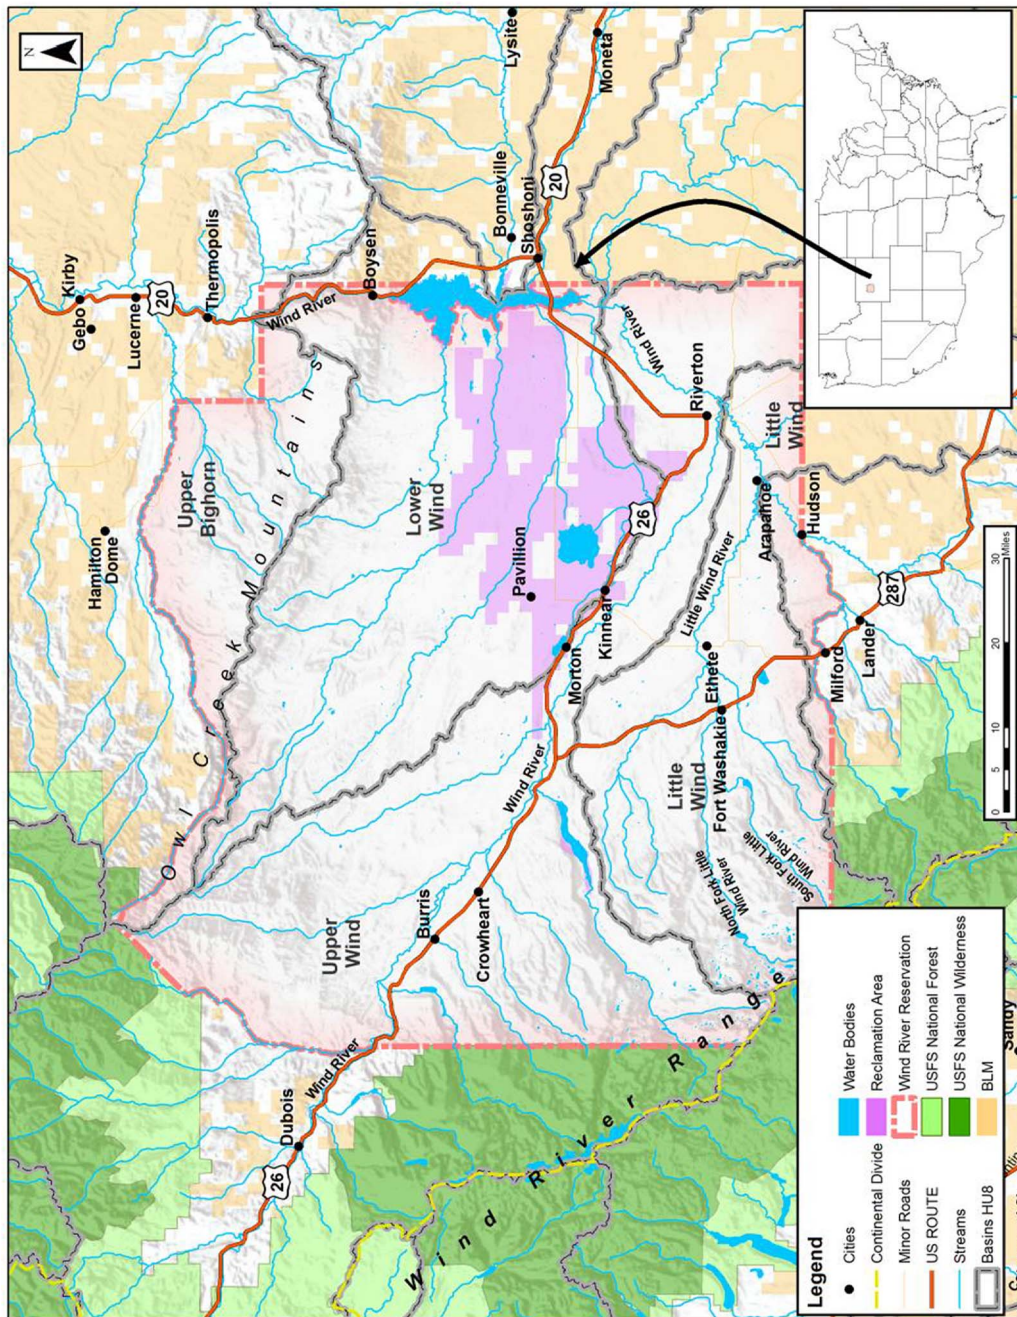 N
Lysite
Moneta
Kirby
Gebo
Lucerne
20
Thermopolis
Boysen
Bonneville
Shoshoni
20
Wind River
Hamilton
Dome
Upper
Bighorn
Owl Creek Mountains
Lower
Wind
Wind River
Riverton
Pavillion
26
Kinnear
Morton
Little Wind River
Arapahoe
Little
Wind
Hudson
Ethete
Fort Washakie
Milford
Lander
287
Wind River
Little
Wind
North Fork Little
Wind River
South Fork Little
Wind River
Upper
Wind
Burris
Crowheart
Wind River
Dubois
26
Wind River Range
Sandy
0 5 10 20 30
Miles
Legend
Cities
Continental Divide
Minor Roads
US ROUTE
Streams
Basins HU8
Water Bodies
Reclamation Area
Wind River Reservation
USFS National Forest
USFS National Wilderness
BLM